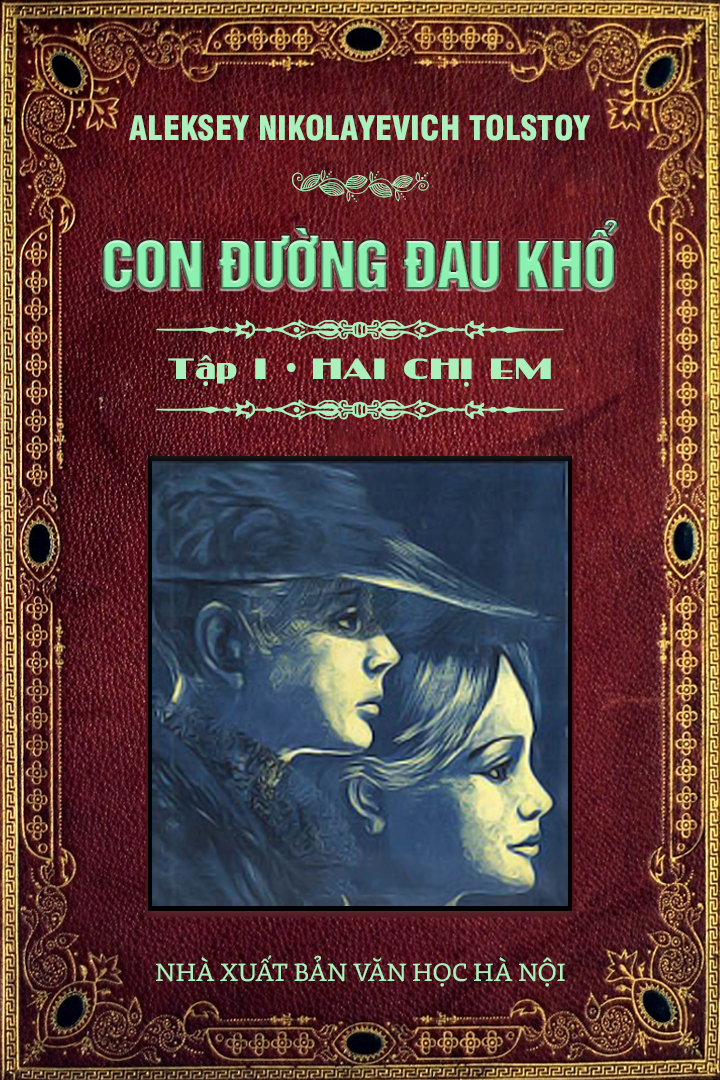 ALEKSEY NIKOLAYEVICH TOLSTOY
CON ĐƯỜNG ĐAU KHỔ
Tập I • HAI CHỊ EM
NHÀ XUẤT BẢN VĂN HỌC HÀ NỘI